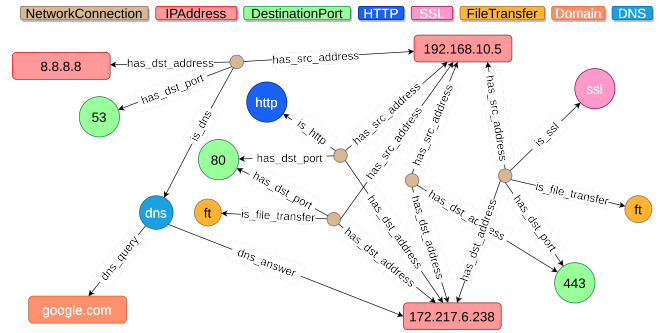 NetworkConnection IPAddress DestinationPort HTTP SSL FileTransfer Domain DNS
192.168.10.5
has_src_address
8.8.8.8
has_dst_address
has_dst_port
http
ssl
53
is_dns
is_http
has_src_address
has_src_address
has_src_address
has_src_address
is_ssl
80
has_dst_port
has_dst_port
is_file_transfer
dns
ft
is_file_transfer
ft
has_dst_address
has_dst_address
has_dst_address
has_dst_address
has_dst_address
has_dst_port
dns_query
dns_answer
443
google.com
172.217.6.238